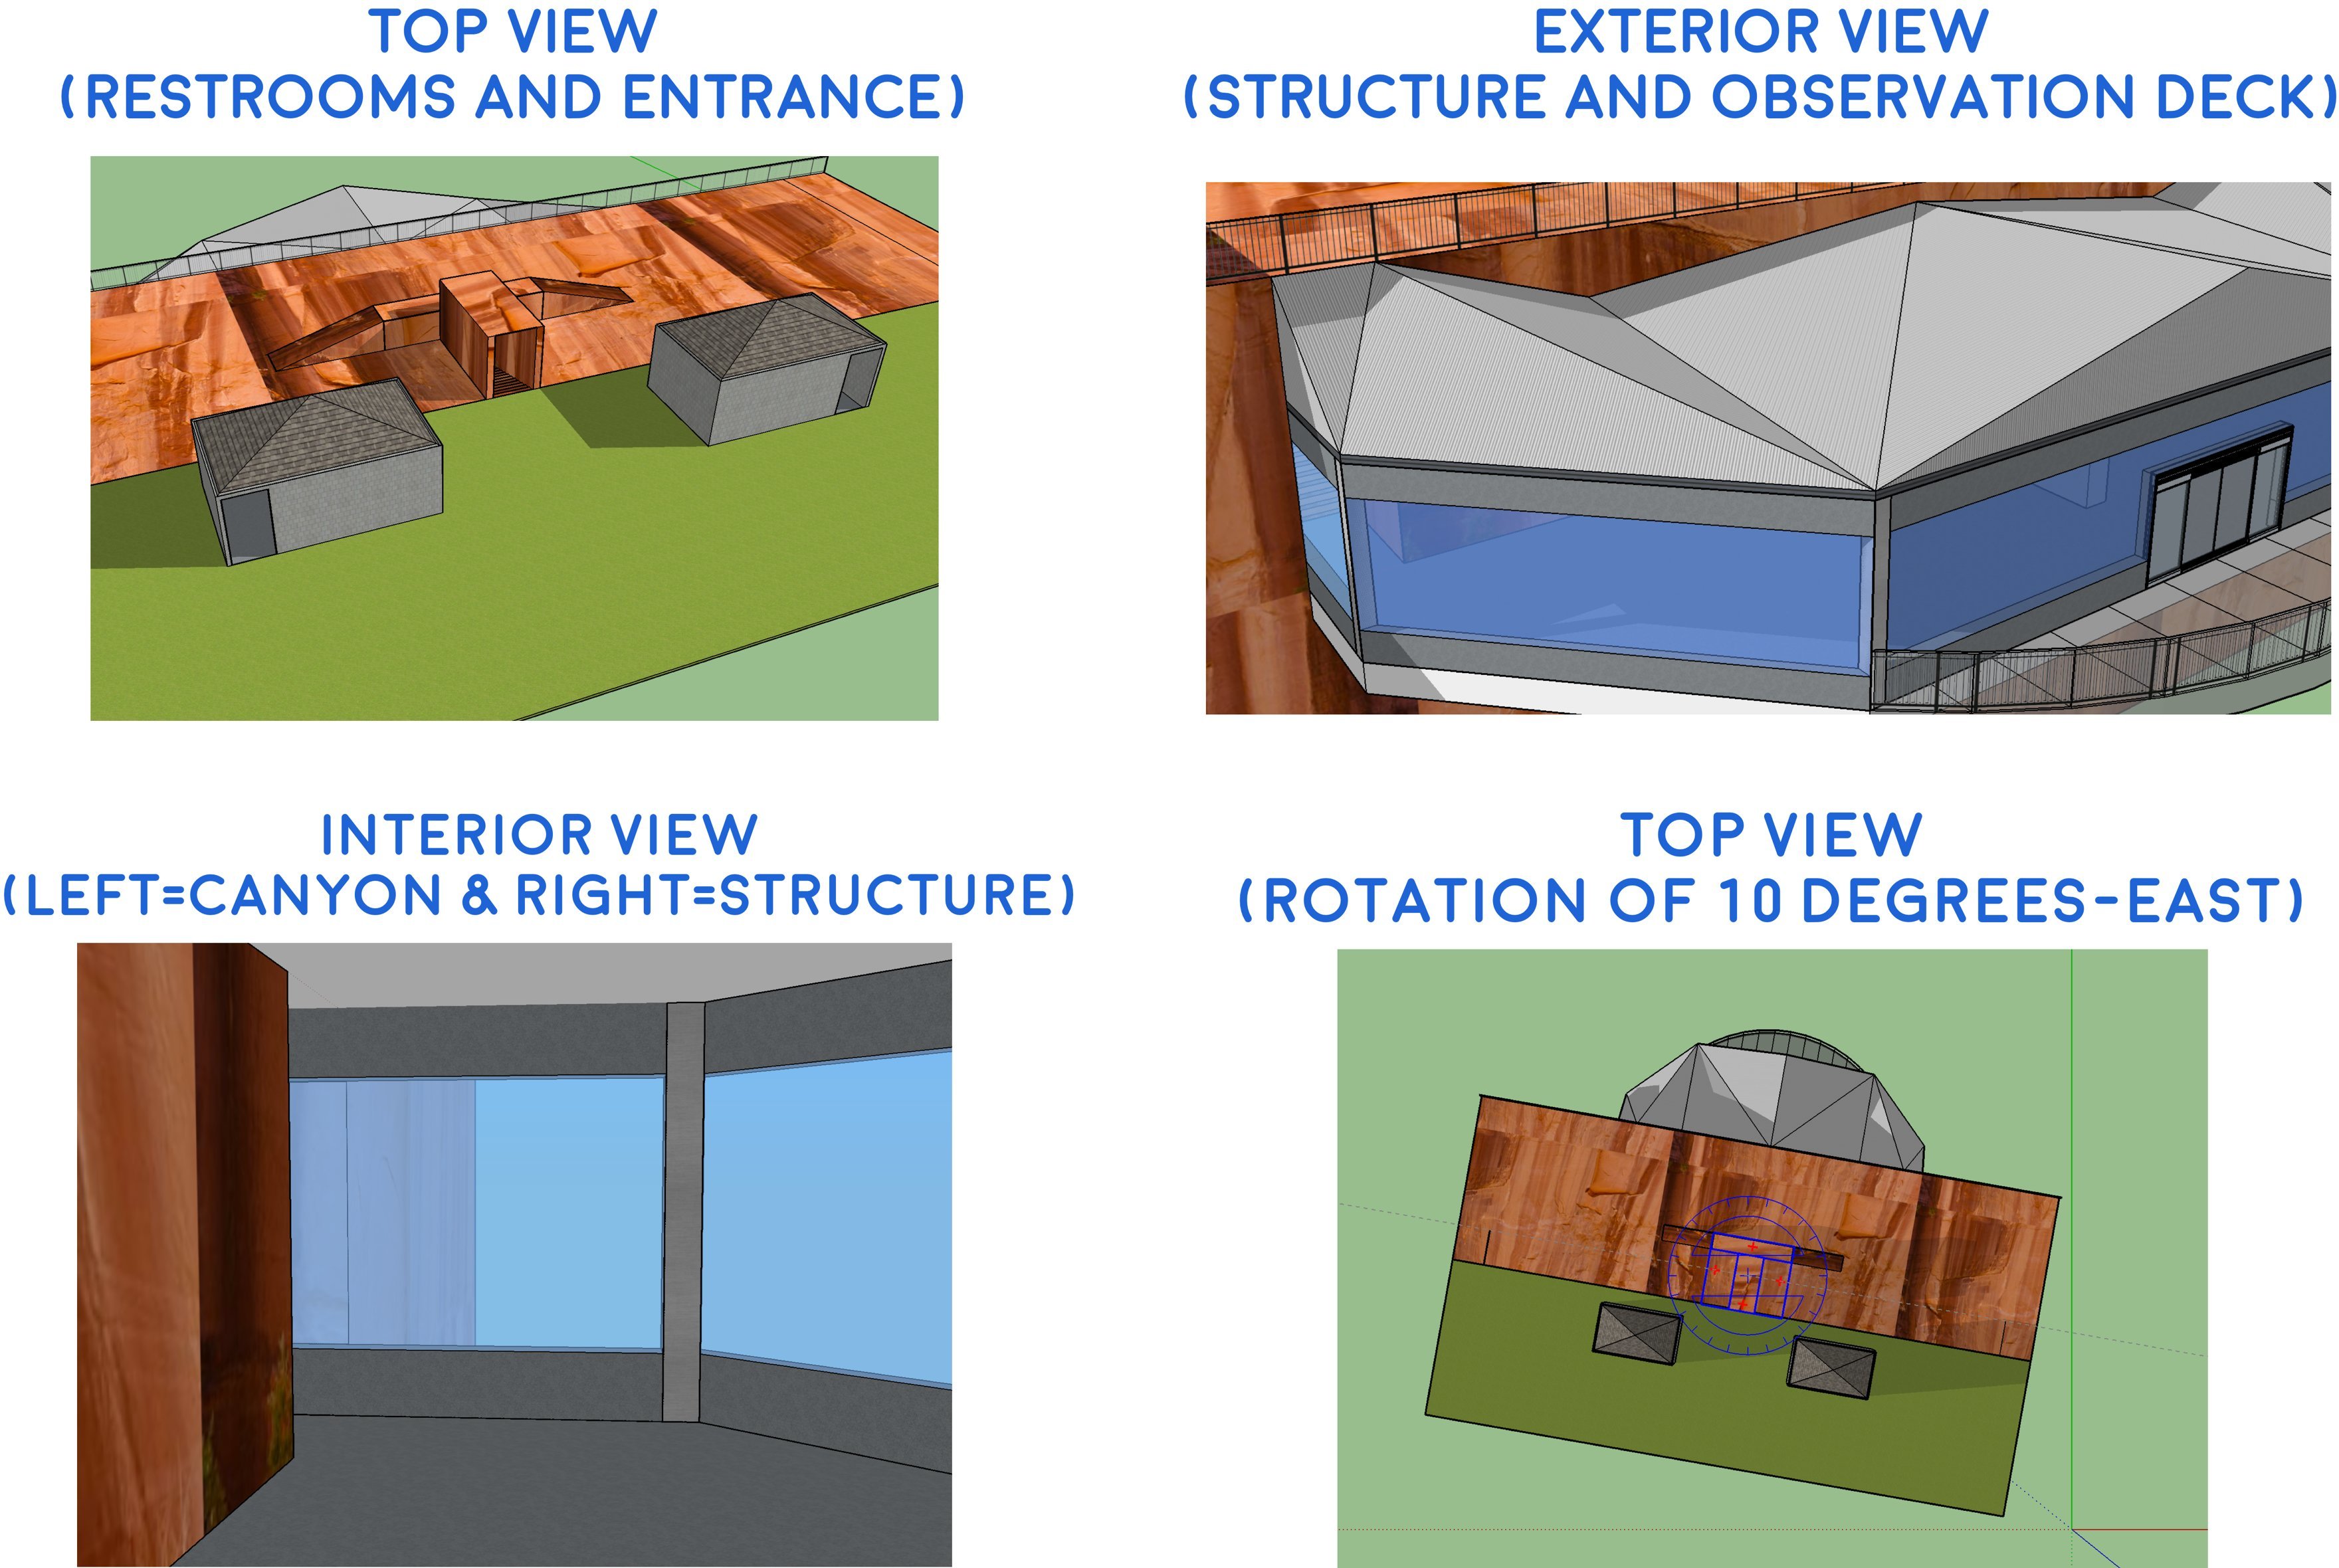 TOP VIEW
(RESTROOMS AND ENTRANCE)
EXTERIOR VIEW
(STRUCTURE AND OBSERVATION DECK)
INTERIOR VIEW
(LEFT=CANYON & RIGHT=STRUCTURE)
TOP VIEW
(ROTATION OF 10 DEGREES-EAST)